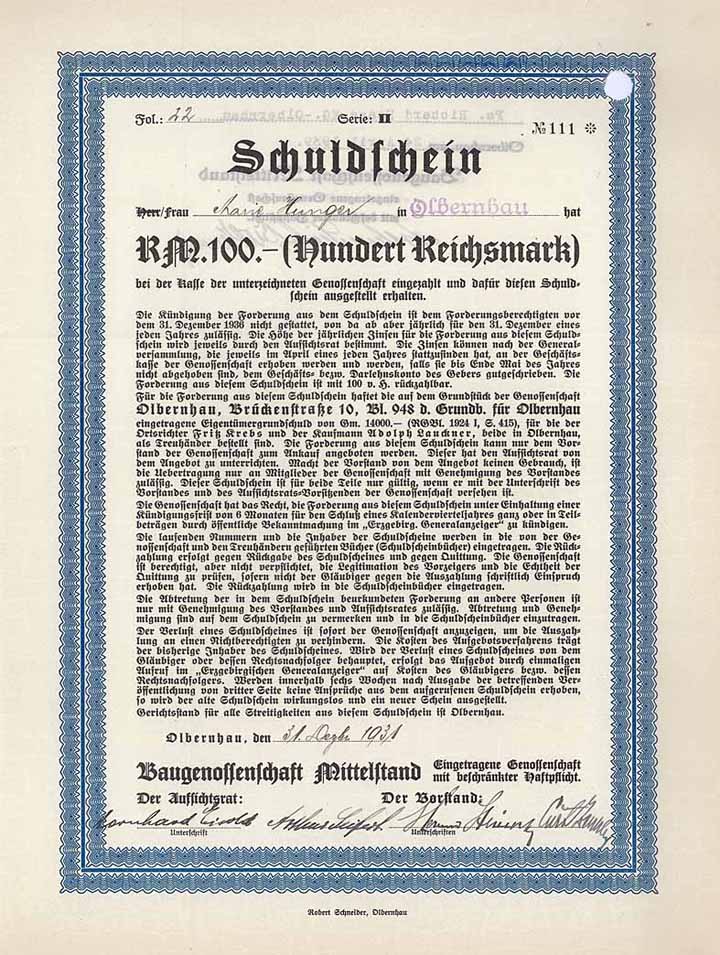 Fol.: 22 Serie: II
№ 111 *
Schuldschein
Herr/Frau Marie Hunger in Olbernhau hat
RM. 100.— (Hundert Reichsmark)
bei der Kasse der unterzeichneten Genossenschaft eingezahlt und dafür diesen Schuld-
schein ausgestellt erhalten.
Die Kündigung der Forderung aus dem Schuldschein ist dem Forderungsberechtigten vor
dem 31. Dezember 1936 nicht gestattet, von da ab aber jährlich für den 31. Dezember eines
jeden Jahres zulässig. Die Höhe der jährlichen Zinsen für die Forderung aus diesem Schuld-
schein wird jeweils durch den Aufsichtsrat bestimmt. Die Zinsen können nach der General-
versammlung, die jeweils im April eines jeden Jahres stattzufinden hat, an der Geschäfts-
kasse der Genossenschaft erhoben werden und werden, falls sie bis Ende Mai des Jahres
nicht abgehoben sind, dem Geschäfts- bezw. Darlehnskonto des Gebers gutgeschrieben. Die
Forderung aus diesem Schuldschein ist mit 100 v. H. rückzahlbar.
Für die Forderung aus diesem Schuldschein haftet die auf dem Grundstück der Genossenschaft
Olbernhau, Brückenstraße 10, Bl. 948 d. Grundb. für Olbernhau
eingetragene Eigentümergrundschuld von Gm. 14000.— (RGBl. 1924 I, S. 415), für die der
Ortsrichter Fritz Krebs und der Kaufmann Adolph Pauckner, beide in Olbernhau,
als Treuhänder bestellt sind. Die Forderung aus diesem Schuldschein kann nur dem Vor-
stand der Genossenschaft zum Ankauf angeboten werden. Dieser hat den Aufsichtsrat von
dem Angebot zu unterrichten. Macht der Vorstand von dem Angebot keinen Gebrauch, ist
die Uebertragung nur an Mitglieder der Genossenschaft mit Genehmigung des Vorstandes
zulässig. Dieser Schuldschein ist für beide Teile nur gültig, wenn er mit der Unterschrift des
Vorstandes und des Aufsichtsrats-Vorsitzenden der Genossenschaft versehen ist.
Die Genossenschaft hat das Recht, die Forderung aus diesem Schuldschein unter Einhaltung einer
Kündigungsfrist von 6 Monaten für den Schluß eines Kalendervierteljahres ganz oder in Teil-
beträgen durch öffentliche Bekanntmachung im „Erzgebirg. Generalanzeiger“ zu kündigen.
Die laufenden Nummern und die Inhaber der Schuldscheine werden in die von der Ge-
nossenschaft und den Treuhändern geführten Bücher (Schuldscheinbücher) eingetragen. Die Rück-
zahlung erfolgt gegen Rückgabe des Schuldscheines und gegen Quittung. Die Genossenschaft
ist berechtigt, aber nicht verpflichtet, die Legitimation des Vorzeigers und die Echtheit der
Quittung zu prüfen, sofern nicht der Gläubiger gegen die Auszahlung schriftlich Einspruch
erhoben hat. Die Rückzahlung wird in die Schuldscheinbücher eingetragen.
Die Abtretung der in dem Schuldschein beurkundeten Forderung an andere Personen ist
nur mit Genehmigung des Vorstandes und Aufsichtsrates zulässig. Abtretung und Geneh-
migung sind auf dem Schuldschein zu vermerken und in die Schuldscheinbücher einzutragen.
Der Verlust eines Schuldscheines ist sofort der Genossenschaft anzuzeigen, um die Auszah-
lung an einen Nichtberechtigten zu verhindern. Die Kosten des Aufgebotsverfahrens trägt
der bisherige Inhaber des Schuldscheines. Wird der Verlust eines Schuldscheines von dem
Gläubiger oder dessen Rechtsnachfolger behauptet, erfolgt das Aufgebot durch einmaligen
Aufruf im „Erzgebirgischen Generalanzeiger“ auf Kosten des Gläubigers bezw. dessen
Rechtsnachfolgers. Werden innerhalb sechs Wochen nach Ausgabe der betreffenden Ver-
öffentlichung von dritter Seite keine Ansprüche aus dem aufgerufenen Schuldschein erhoben,
so wird der alte Schuldschein wirkungslos und ein neuer Schein ausgestellt.
Gerichtsstand für alle Streitigkeiten aus diesem Schuldschein ist Olbernhau.
Olbernhau, den 31. Dezbr. 1931
Baugenossenschaft Mittelstand Eingetragene Genossenschaft
mit beschränkter Haftpflicht.
Der Aufsichtsrat: Der Vorstand:
Unterschrift Unterschriften
Robert Schneider, Olbernhau